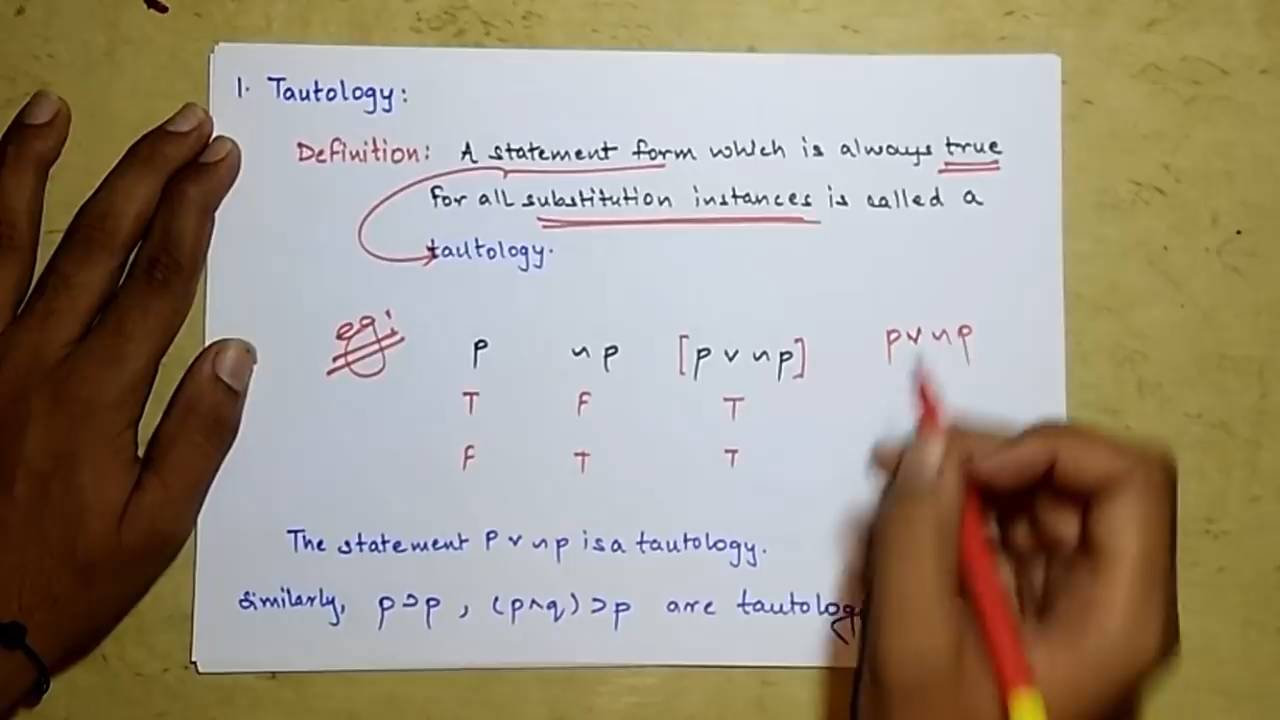 1. Tautology:
Definition: A statement form which is always true
for all substitution instances is called a
tautology.
eg: p ∼p [p ∨ ∼p] p∨∼p
T F T
F T T
The statement P ∨ ∼p is a tautology.
Similarly, p⊃p, (p∧q)⊃p are